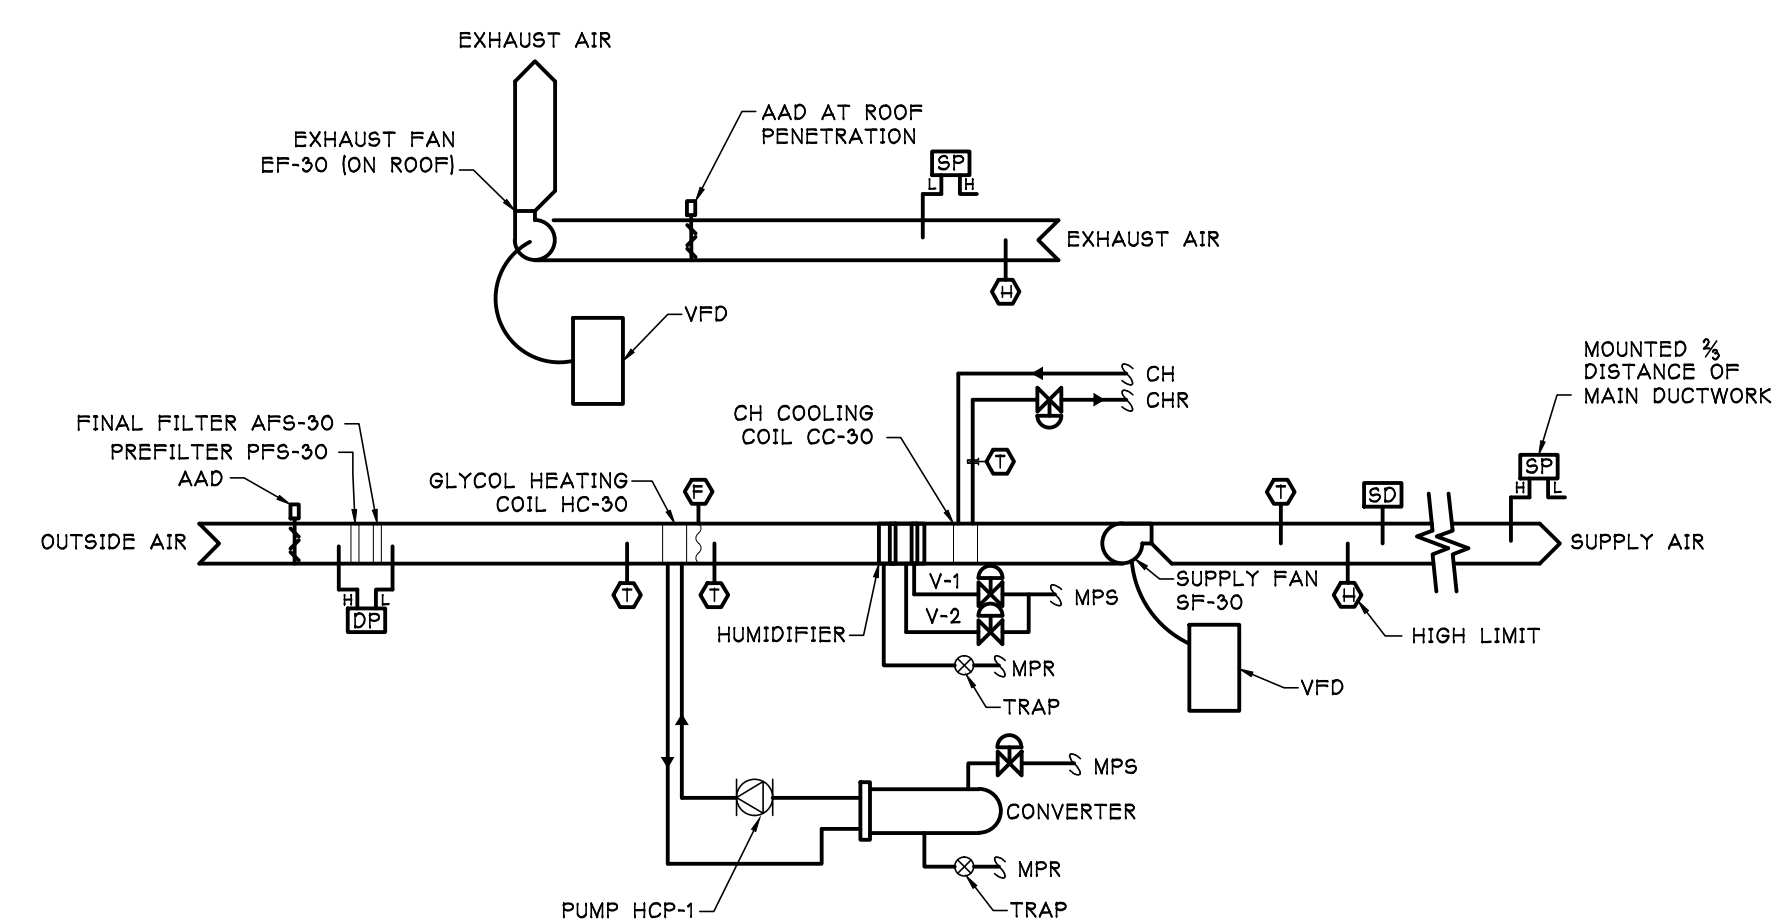 EXHAUST AIR
AAD AT ROOF
PENETRATION
EXHAUST FAN
EF-30 (ON ROOF)
SP
L H
EXHAUST AIR
H
VFD
MOUNTED ⅔
DISTANCE OF
MAIN DUCTWORK
CH
CHR
CH COOLING
COIL CC-30
FINAL FILTER AFS-30
PREFILTER PFS-30
AAD
GLYCOL HEATING
COIL HC-30
F
T
T
SD
SP
H L
OUTSIDE AIR
SUPPLY AIR
H L
DP
T
T
V-1
V-2
MPS
SUPPLY FAN
SF-30
H
HIGH LIMIT
HUMIDIFIER
MPR
TRAP
VFD
MPS
CONVERTER
MPR
PUMP HCP-1
TRAP